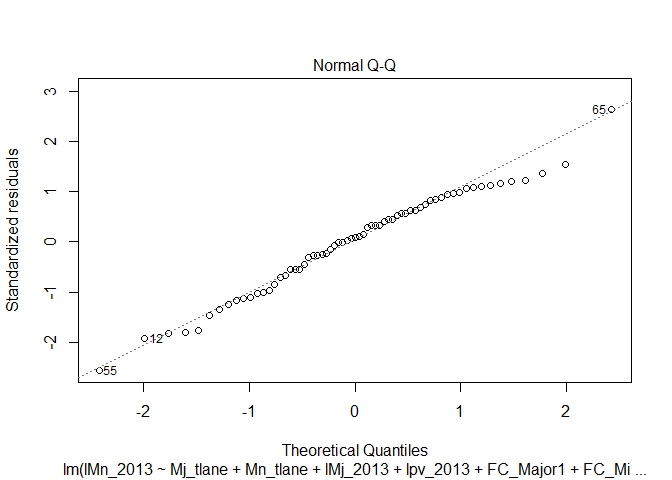 Normal Q-Q
Standardized residuals
3
2
1
0
-1
-2
65
12
55
-2 -1 0 1 2
Theoretical Quantiles
lm(lMn_2013 ~ Mj_tlane + Mn_tlane + lMj_2013 + lpv_2013 + FC_Major1 + FC_Mi ...